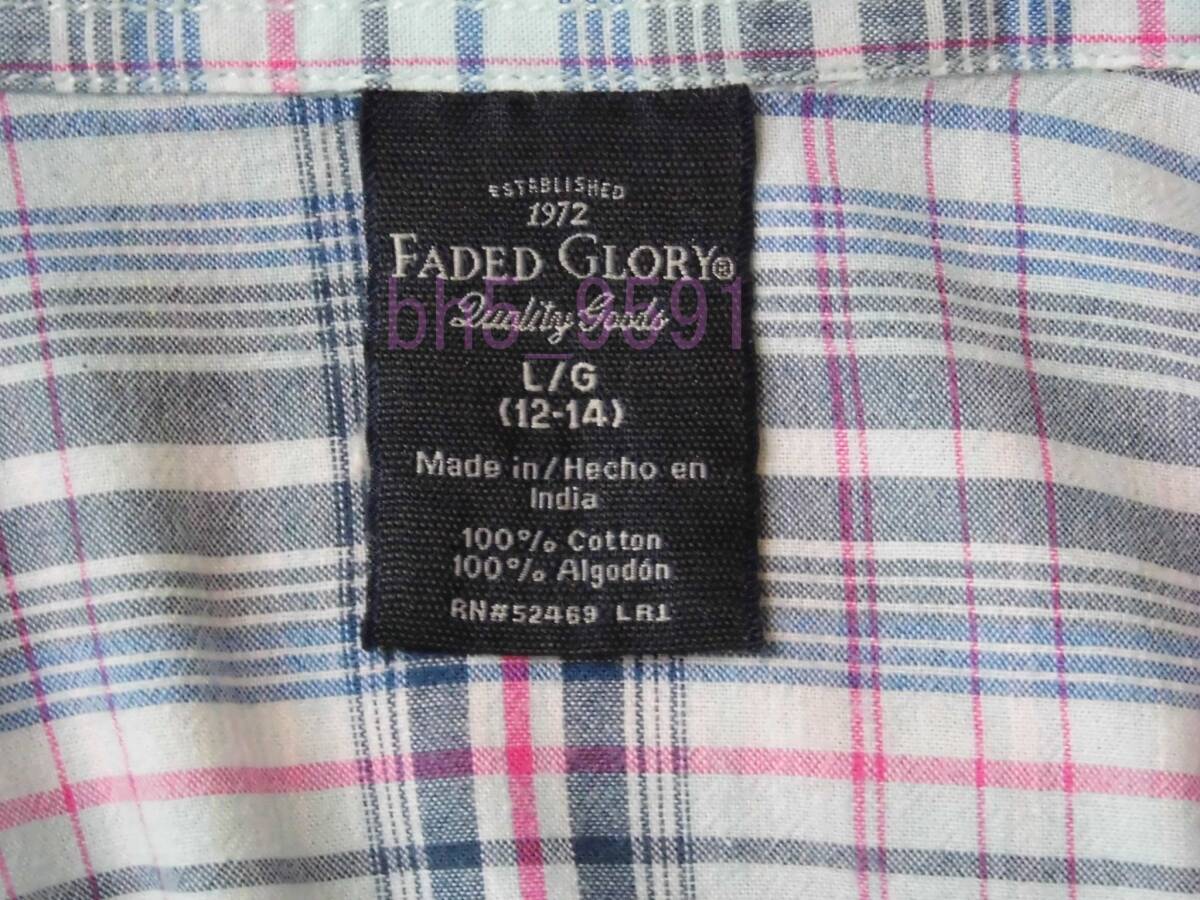 ESTABLISHED
1972
FADED GLORY®
Quality Goods
bh5_9591
L/G
(12-14)
Made in/Hecho en
India
100% Cotton
100% Algodón
RN#52469 LR1